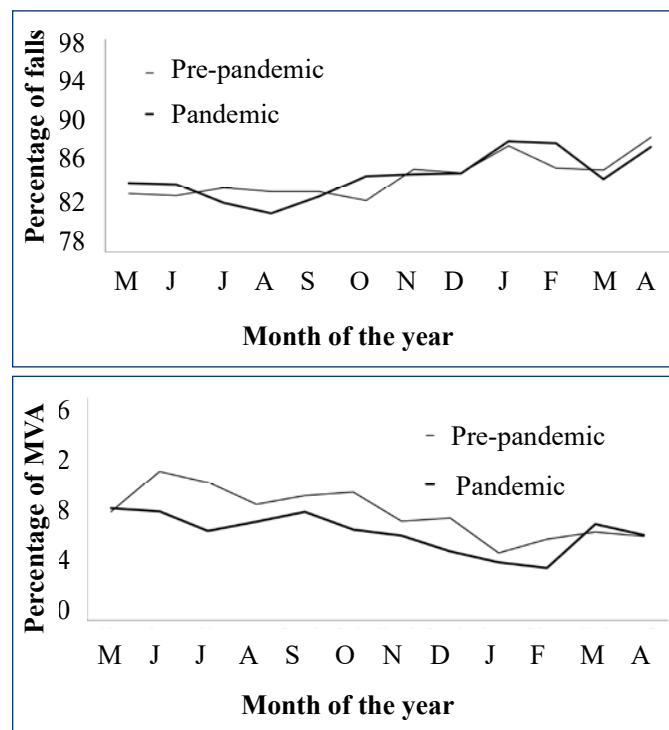 Percentage of falls
98
94
90
86
82
78
Pre-pandemic
Pandemic
M J J A S O N D J F M A
Month of the year
Percentage of MVA
6
2
8
4
0
Pre-pandemic
Pandemic
M J J A S O N D J F M A
Month of the year